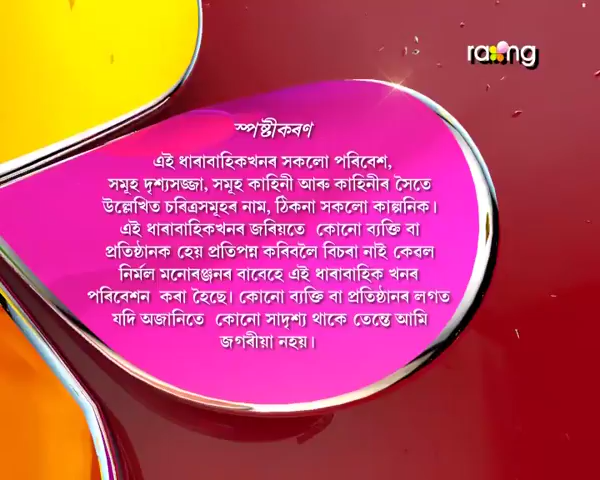 rang
স্পষ্টীকৰণ
এই ধাৰাবাহিকখনৰ সকলো পৰিবেশ,
সমূহ দৃশ্যসজ্জা, সমূহ কাহিনী আৰু কাহিনীৰ সৈতে
উল্লেখিত চৰিত্ৰসমূহৰ নাম, ঠিকনা সকলো কাল্পনিক।
এই ধাৰাবাহিকখনৰ জৰিয়তে কোনো ব্যক্তি বা
প্ৰতিষ্ঠানক হেয় প্ৰতিপন্ন কৰিবলৈ বিচৰা নাই কেৱল
নিৰ্মল মনোৰঞ্জনৰ বাবেহে এই ধাৰাবাহিক খনৰ
পৰিবেশন কৰা হৈছে। কোনো ব্যক্তি বা প্ৰতিষ্ঠানৰ লগত
যদি অজানিতে কোনো সাদৃশ্য থাকে তেন্তে আমি
জগৰীয়া নহয়।